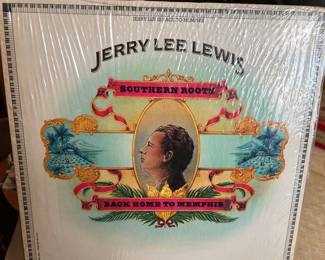 JERRY LEE LEWIS
SOUTHERN ROOTS
BACK HOME TO MEMPHIS